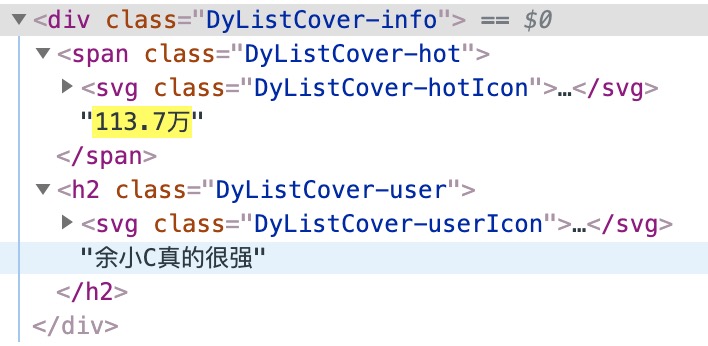 ▼<div class="DyListCover-info"> == $0
▼<span class="DyListCover-hot">
▶<svg class="DyListCover-hotIcon">…</svg>
"113.7万"
</span>
▼<h2 class="DyListCover-user">
▶<svg class="DyListCover-userIcon">…</svg>
"余小C真的很强"
</h2>
</div>